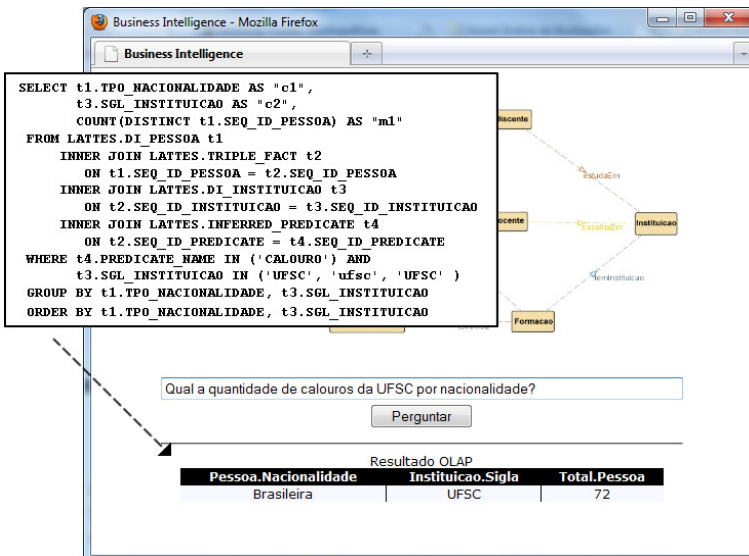 Business Intelligence - Mozilla Firefox
Business Intelligence
SELECT t1.TPO_NACIONALIDADE AS "c1",
t3.SGL_INSTITUICAO AS "c2",
COUNT(DISTINCT t1.SEQ_ID_PESSOA) AS "m1"
FROM LATTES.DI_PESSOA t1
INNER JOIN LATTES.TRIPLE_FACT t2
ON t1.SEQ_ID_PESSOA = t2.SEQ_ID_PESSOA
INNER JOIN LATTES.DI_INSTITUICAO t3
ON t2.SEQ_ID_INSTITUICAO = t3.SEQ_ID_INSTITUICAO
INNER JOIN LATTES.INFERRED_PREDICATE t4
ON t2.SEQ_ID_PREDICATE = t4.SEQ_ID_PREDICATE
WHERE t4.PREDICATE_NAME IN ('CALOURO') AND
t3.SGL_INSTITUICAO IN ('UFSC', 'ufsc', 'UFSC' )
GROUP BY t1.TPO_NACIONALIDADE, t3.SGL_INSTITUICAO
ORDER BY t1.TPO_NACIONALIDADE, t3.SGL_INSTITUICAO
iscente
estudaEm
ocente
trabalhaEm
Instituicao
temInstituicao
Formacao
Qual a quantidade de calouros da UFSC por nacionalidade?
Perguntar
Resultado OLAP
Pessoa.Nacionalidade Instituicao.Sigla Total.Pessoa
Brasileira UFSC 72